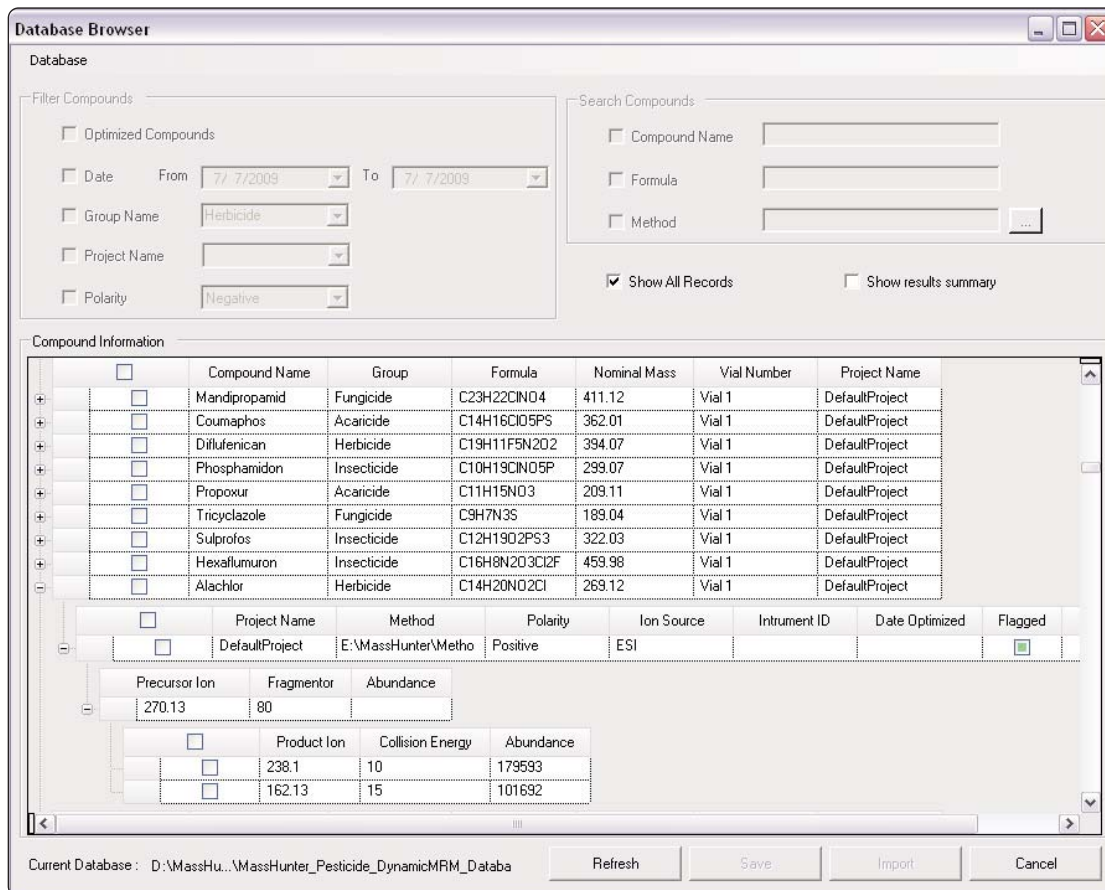 Database Browser
Database
Filter Compounds
Optimized Compounds
Date From 7/ 7/2009 To 7/ 7/2009
Group Name Herbicide
Project Name
Polarity Negative
Search Compounds
Compound Name
Formula
Method ...
Show All Records Show results summary
Compound Information
Compound Name Group Formula Nominal Mass Vial Number Project Name
Mandipropamid Fungicide C23H22ClNO4 411.12 Vial 1 DefaultProject
Coumaphos Acaricide C14H16ClO5PS 362.01 Vial 1 DefaultProject
Diflufenican Herbicide C19H11F5N2O2 394.07 Vial 1 DefaultProject
Phosphamidon Insecticide C10H19ClNO5P 299.07 Vial 1 DefaultProject
Propoxur Acaricide C11H15NO3 209.11 Vial 1 DefaultProject
Tricyclazole Fungicide C9H7N3S 189.04 Vial 1 DefaultProject
Sulprofos Insecticide C12H19O2PS3 322.03 Vial 1 DefaultProject
Hexaflumuron Insecticide C16H8N2O3Cl2F 459.98 Vial 1 DefaultProject
Alachlor Herbicide C14H20NO2Cl 269.12 Vial 1 DefaultProject
Project Name Method Polarity Ion Source Intrument ID Date Optimized Flagged
DefaultProject E:\MassHunter\Metho Positive ESI
Precursor Ion Fragmentor Abundance
270.13 80
Product Ion Collision Energy Abundance
238.1 10 179593
162.13 15 101692
Current Database : D:\MassHu...\MassHunter_Pesticide_DynamicMRM_Databa Refresh Save Import Cancel